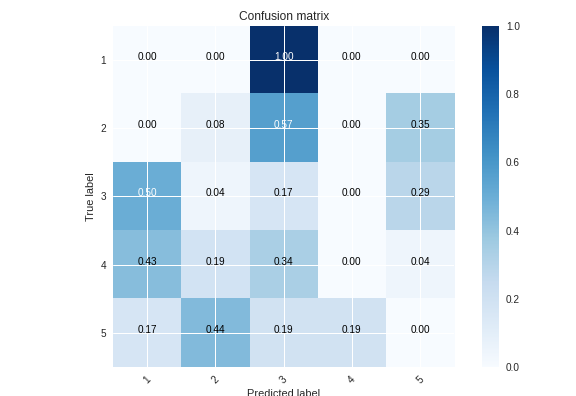 Confusion matrix
1 0.00 0.00 1.00 0.00 0.00
2 0.00 0.08 0.57 0.00 0.35
3 0.50 0.04 0.17 0.00 0.29
4 0.43 0.19 0.34 0.00 0.04
5 0.17 0.44 0.19 0.19 0.00
1 2 3 4 5
True label
Predicted label
1.0
0.8
0.6
0.4
0.2
0.0